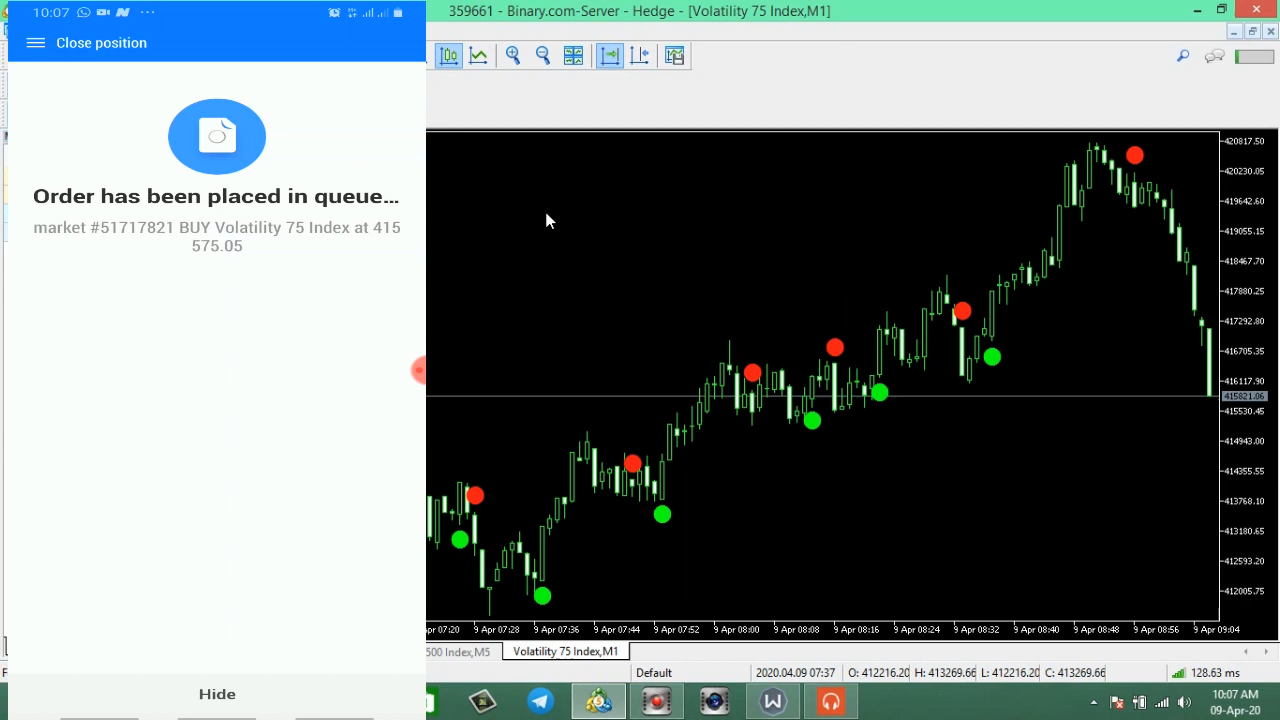 10:07
Close position
Order has been placed in queue...
market #51717821 BUY Volatility 75 Index at 415
575.05
Hide
359661 - Binary.com-Server - Hedge - [Volatility 75 Index,M1]
420817.50
420230.05
419642.60
419055.15
418467.70
417880.25
417292.80
416705.35
416117.90
415821.06
415530.45
414943.00
414355.55
413768.10
413180.65
412593.20
412005.75
pr 07:20
9 Apr 07:28
9 Apr 07:36
9 Apr 07:44
9 Apr 07:52
9 Apr 08:00
9 Apr 08:08
9 Apr 08:16
9 Apr 08:24
9 Apr 08:32
9 Apr 08:40
9 Apr 08:48
9 Apr 08:56
9 Apr 09:04
500 Index,M5
Volatility 75 Index,M1
Default
2020.04.09 07:37
O: 412216.20
H: 413269.66
L: 412216.20
C: 413269.66
128.63 ms
10:07 AM
09-Apr-20